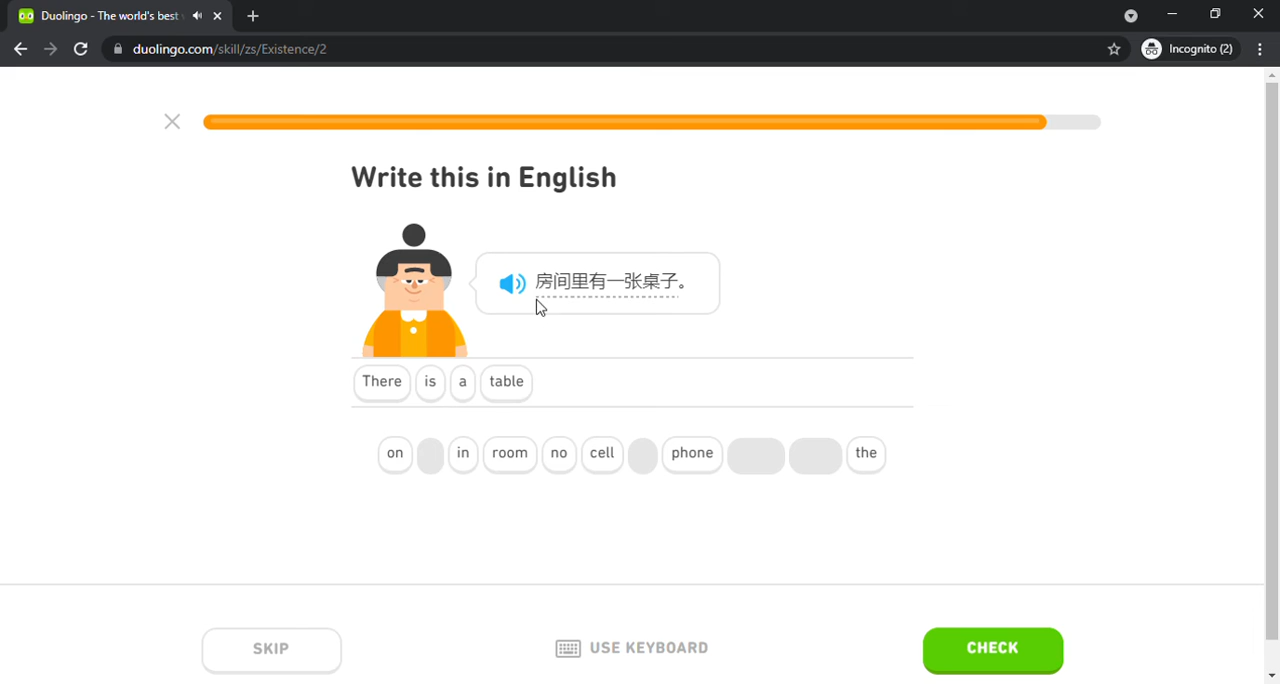 Duolingo - The world's best
duolingo.com/skill/zs/Existence/2
Incognito (2)
Write this in English
房间里有一张桌子。
There is a table
on in room no cell phone the
SKIP
USE KEYBOARD
CHECK